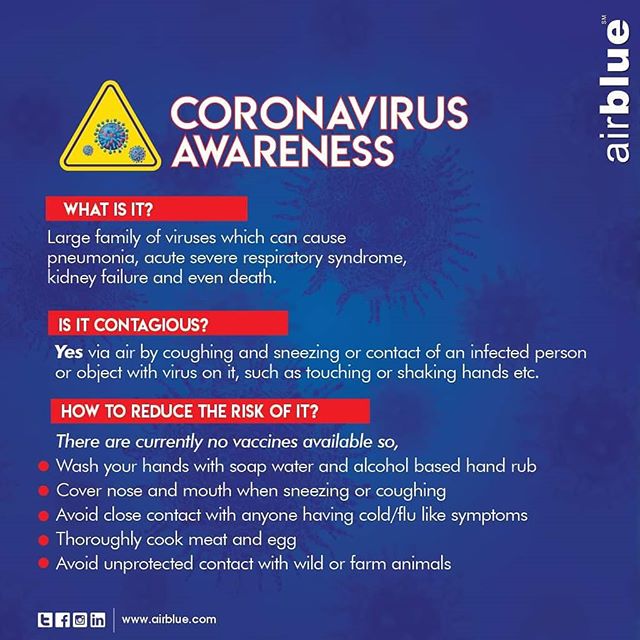 airblue SM
CORONAVIRUS
AWARENESS
WHAT IS IT?
Large family of viruses which can cause
pneumonia, acute severe respiratory syndrome,
kidney failure and even death.
IS IT CONTAGIOUS?
Yes via air by coughing and sneezing or contact of an infected person
or object with virus on it, such as touching or shaking hands etc.
HOW TO REDUCE THE RISK OF IT?
There are currently no vaccines available so,
Wash your hands with soap water and alcohol based hand rub
Cover nose and mouth when sneezing or coughing
Avoid close contact with anyone having cold/flu like symptoms
Thoroughly cook meat and egg
Avoid unprotected contact with wild or farm animals
www.airblue.com